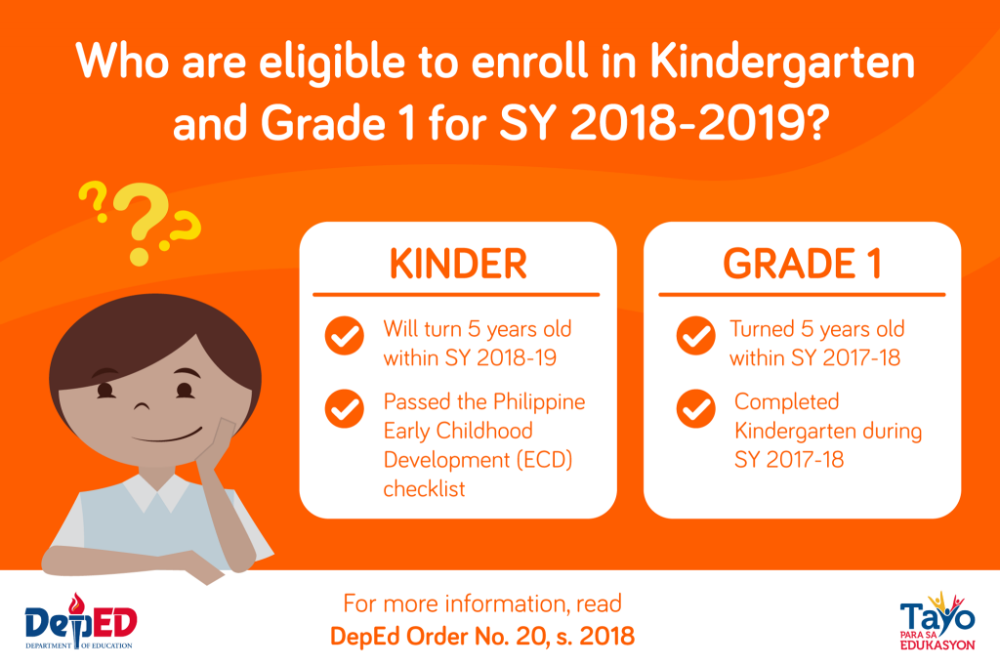 Who are eligible to enroll in Kindergarten
and Grade 1 for SY 2018-2019?
???
KINDER
Will turn 5 years old
within SY 2018-19
Passed the Philippine
Early Childhood
Development (ECD)
checklist
GRADE 1
Turned 5 years old
within SY 2017-18
Completed
Kindergarten during
SY 2017-18
DepED
DEPARTMENT OF EDUCATION
For more information, read
DepEd Order No. 20, s. 2018
Tayo
PARA SA
EDUKASYON